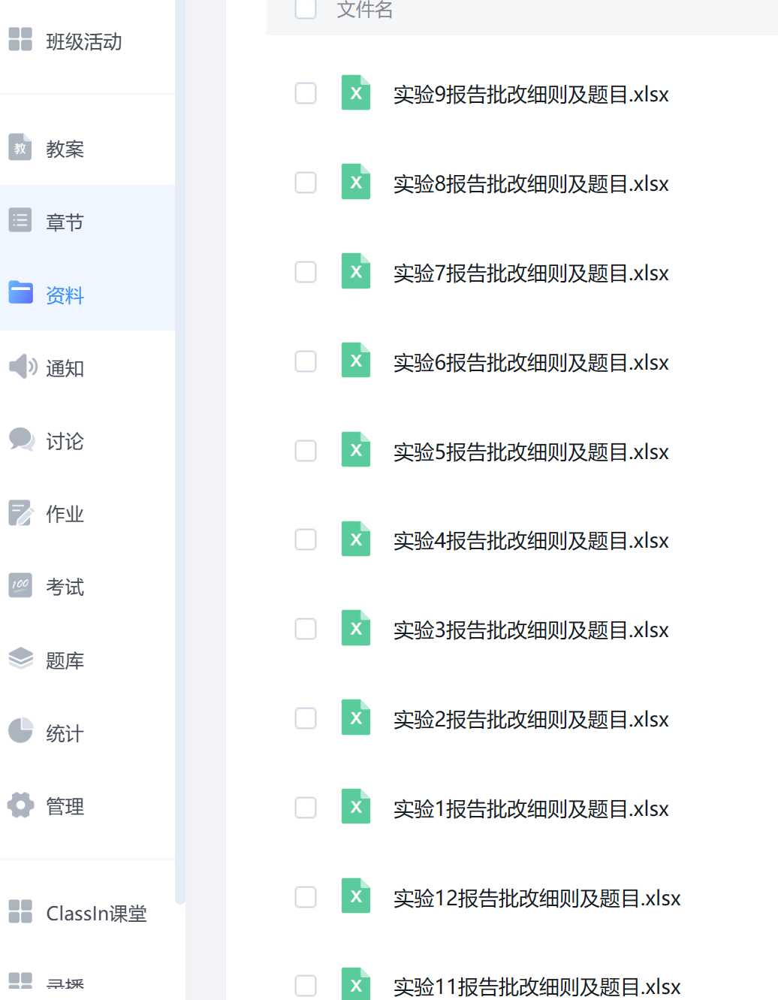 班级活动
教
教案
章节
资料
通知
讨论
作业
100
考试
题库
统计
管理
ClassIn课堂
录播
文件名
X
实验9报告批改细则及题目.xlsx
X
实验8报告批改细则及题目.xlsx
X
实验7报告批改细则及题目.xlsx
X
实验6报告批改细则及题目.xlsx
X
实验5报告批改细则及题目.xlsx
X
实验4报告批改细则及题目.xlsx
X
实验3报告批改细则及题目.xlsx
X
实验2报告批改细则及题目.xlsx
X
实验1报告批改细则及题目.xlsx
X
实验12报告批改细则及题目.xlsx
X
实验11报告批改细则及题目.xlsx